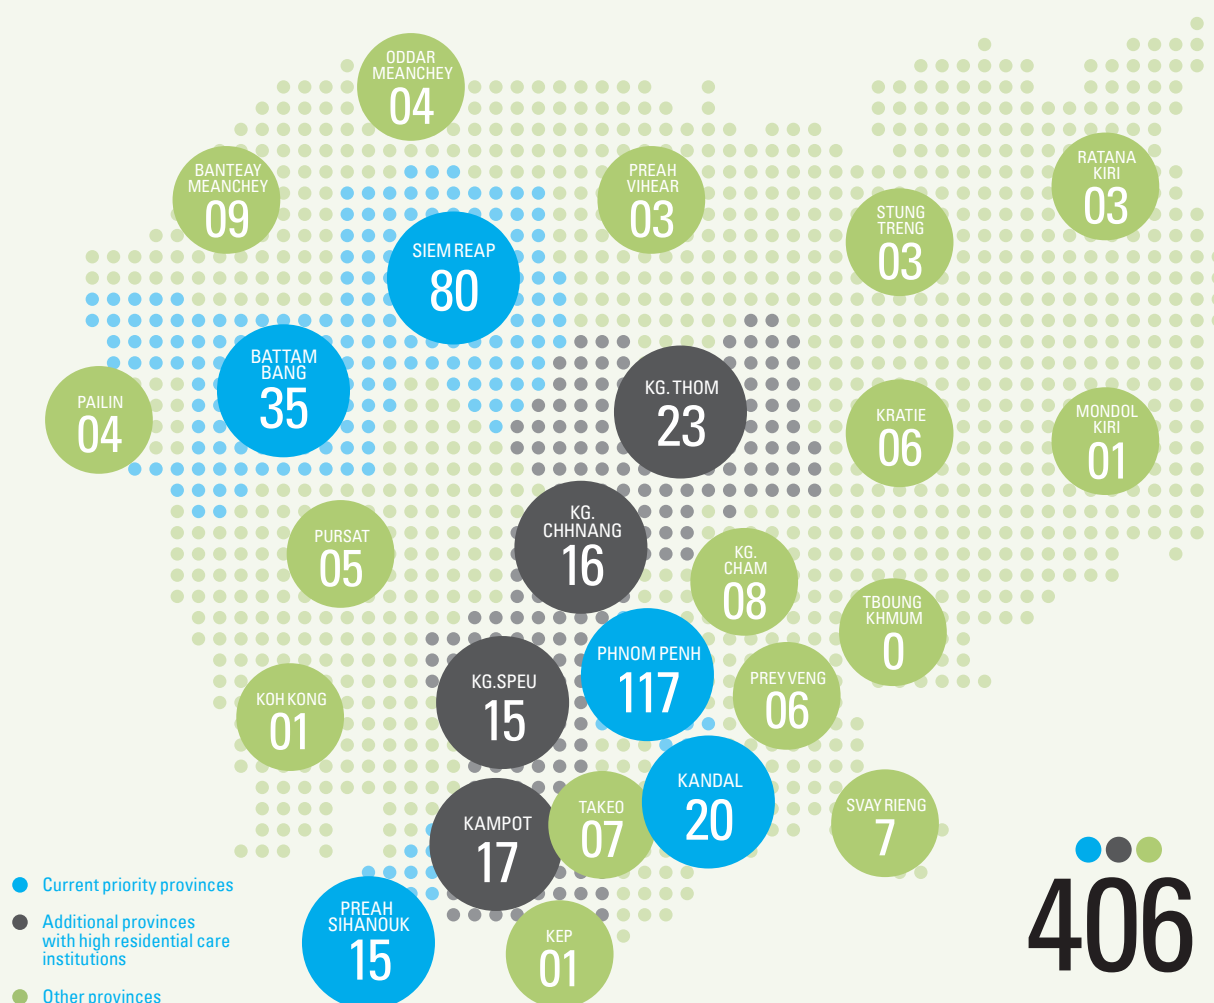 ODDAR
MEANCHEY
04
BANTEAY
MEANCHEY
09
PREAH
VIHEAR
03
RATANA
KIRI
03
STUNG
TRENG
03
SIEM REAP
80
BATTAM
BANG
35
PAILIN
04
KG. THOM
23
KRATIE
06
MONDOL
KIRI
01
KG.
CHHNANG
16
PURSAT
05
KG.
CHAM
08
TBOUNG
KHMUM
0
PHNOM PENH
117
KG.SPEU
15
PREY VENG
06
KOH KONG
01
KANDAL
20
TAKEO
07
SVAY RIENG
7
KAMPOT
17
PREAH
SIHANOUK
15
KEP
01
406
Current priority provinces
Additional provinces
with high residential care
institutions
Other provinces